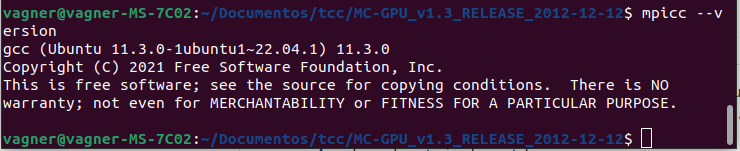 vagner@vagner-MS-7C02:~/Documentos/tcc/MC-GPU_v1.3_RELEASE_2012-12-12$ mpicc --v
ersion
gcc (Ubuntu 11.3.0-1ubuntu1~22.04.1) 11.3.0
Copyright (C) 2021 Free Software Foundation, Inc.
This is free software; see the source for copying conditions.  There is NO
warranty; not even for MERCHANTABILITY or FITNESS FOR A PARTICULAR PURPOSE.

vagner@vagner-MS-7C02:~/Documentos/tcc/MC-GPU_v1.3_RELEASE_2012-12-12$